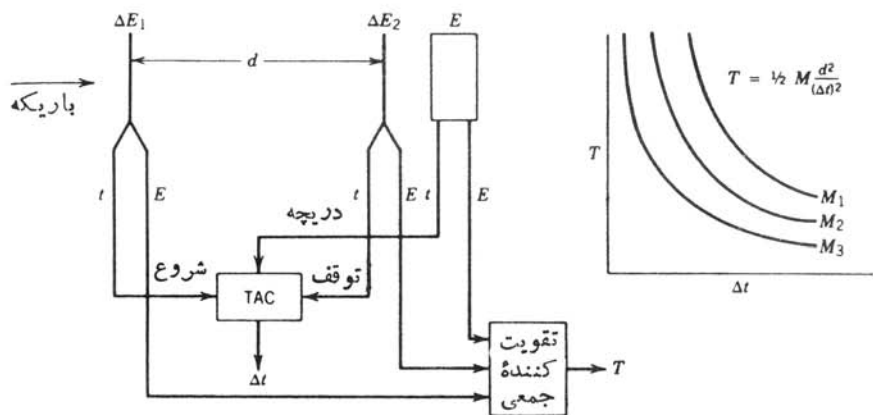 ΔE₁
ΔE₂
E
d
باریکه
t
E
t
E
t
E
دریچه
شروع
توقف
TAC
Δt
تقویت
کنندهٔ
جمعی
T
T = ½ M d²/(Δt)²
T
M₁
M₂
M₃
Δt